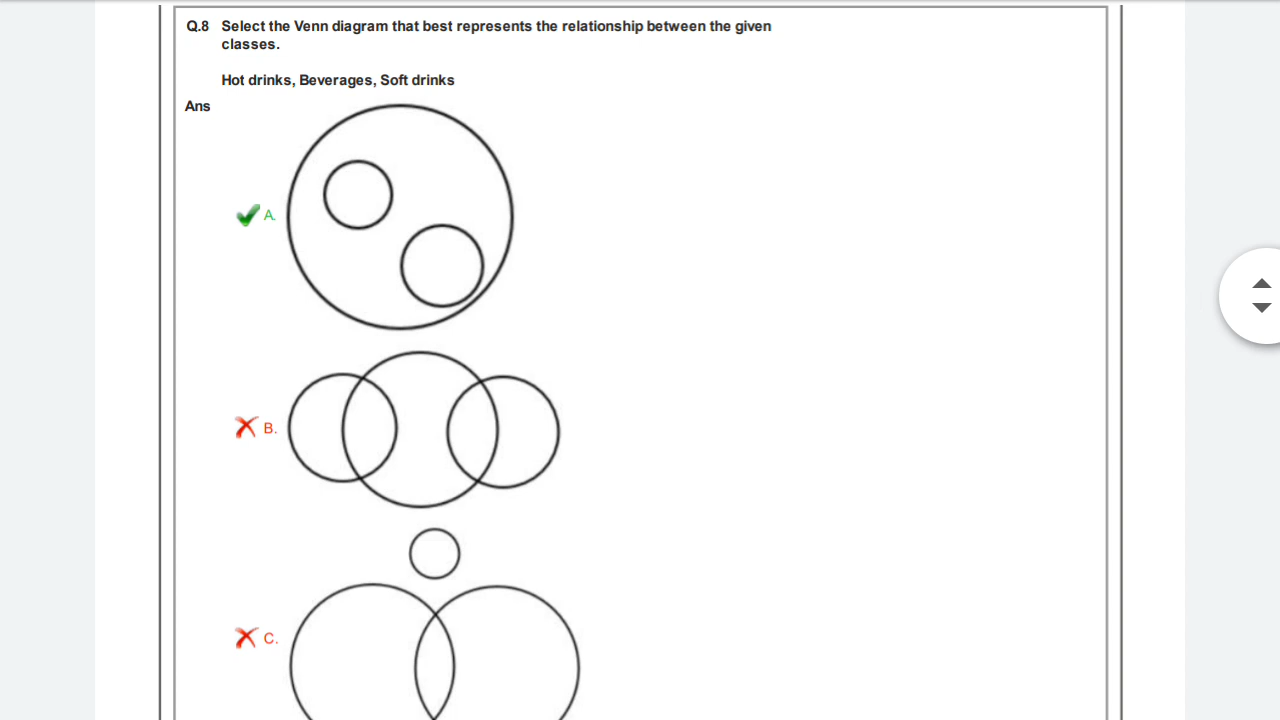 Q.8 Select the Venn diagram that best represents the relationship between the given
classes.
Hot drinks, Beverages, Soft drinks
Ans
A.
B.
C.